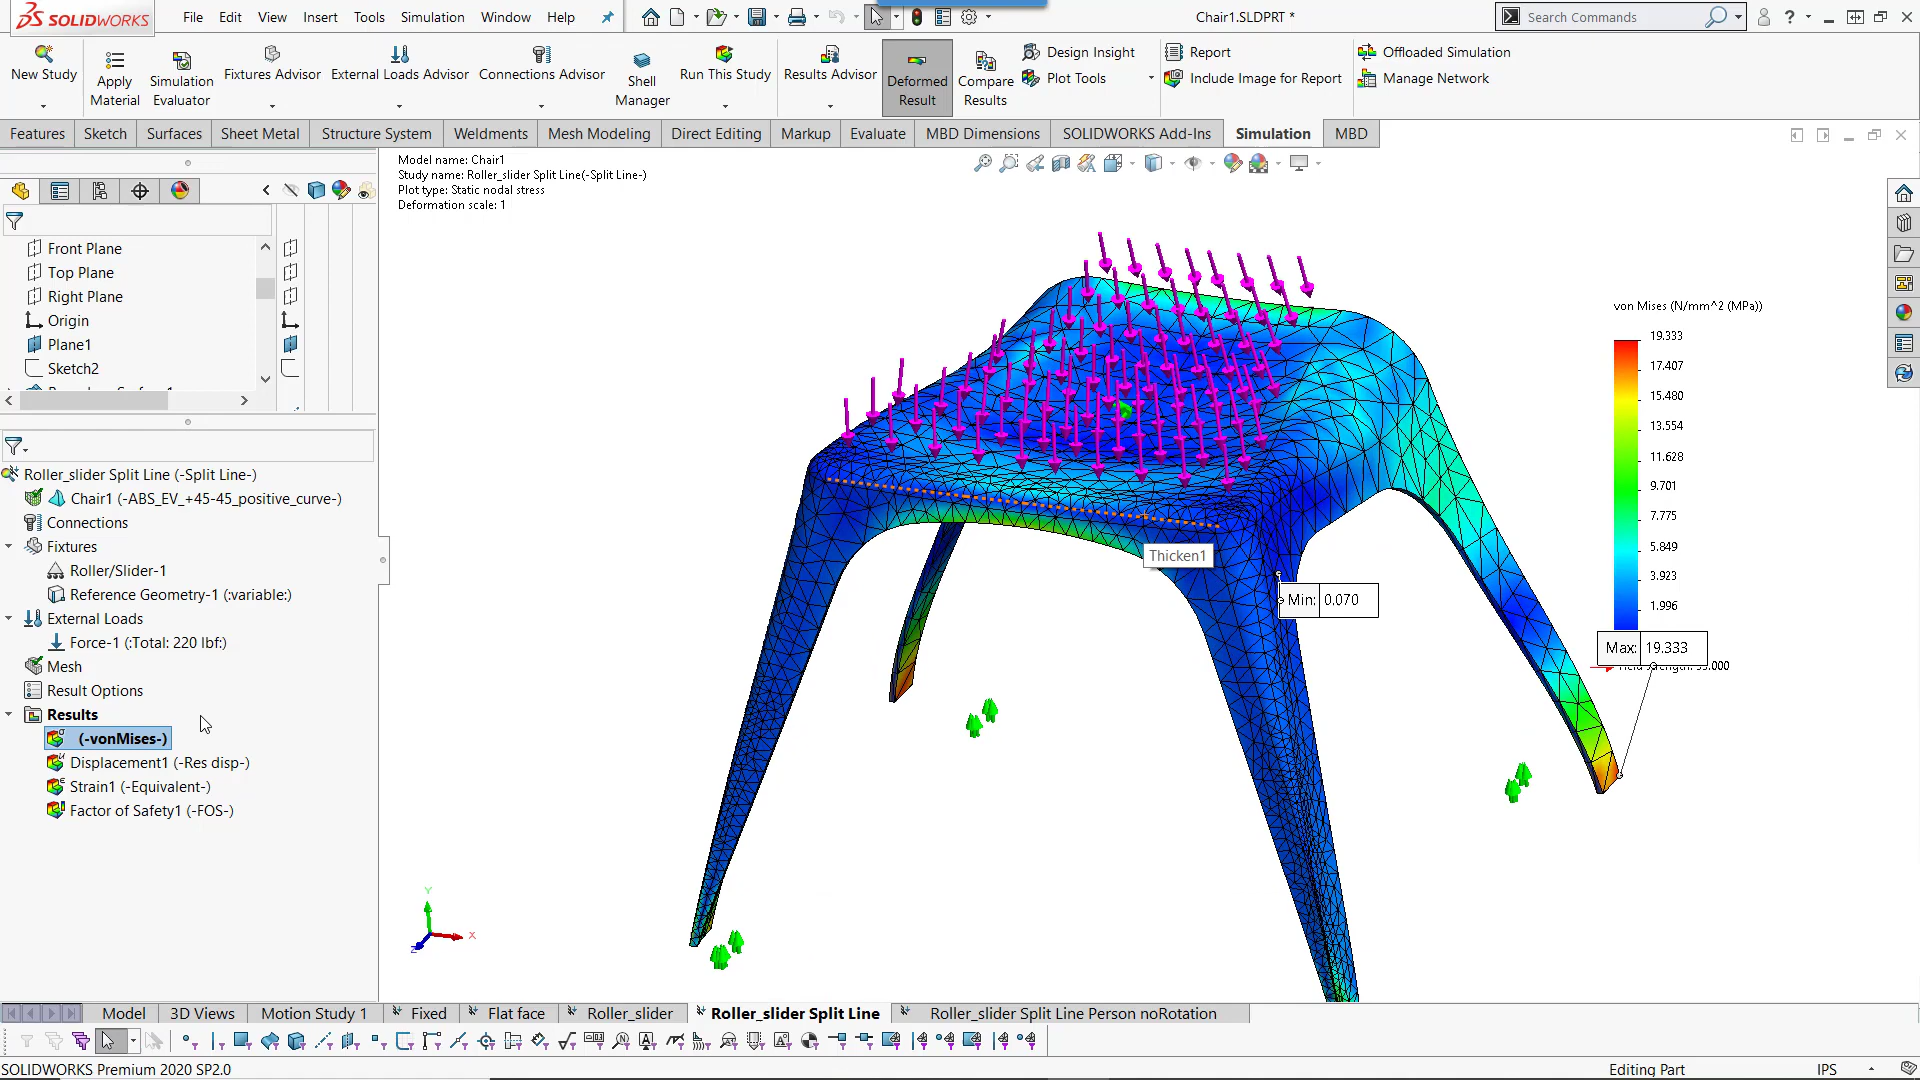 SOLIDWORKS File Edit View Insert Tools Simulation Window Help Chair1.SLDPRT * Search Commands
New Study Apply Material Simulation Evaluator Fixtures Advisor External Loads Advisor Connections Advisor Shell Manager Run This Study Results Advisor Deformed Result Compare Results Design Insight Plot Tools Report Include Image for Report Offloaded Simulation Manage Network
Features Sketch Surfaces Sheet Metal Structure System Weldments Mesh Modeling Direct Editing Markup Evaluate MBD Dimensions SOLIDWORKS Add-Ins Simulation MBD
Model name: Chair1
Study name: Roller_slider Split Line(-Split Line-)
Plot type: Static nodal stress
Deformation scale: 1
Front Plane
Top Plane
Right Plane
Origin
Plane1
Sketch2
Roller_slider Split Line (-Split Line-)
Chair1 (-ABS_EV_+45-45_positive_curve-)
Connections
Fixtures
Roller/Slider-1
Reference Geometry-1 (:variable:)
External Loads
Force-1 (:Total: 220 lbf:)
Mesh
Result Options
Results
(-vonMises-)
Displacement1 (-Res disp-)
Strain1 (-Equivalent-)
Factor of Safety1 (-FOS-)
Thicken1
Min: 0.070
von Mises (N/mm^2 (MPa))
19.333
17.407
15.480
13.554
11.628
9.701
7.775
5.849
3.923
1.996
Max: 19.333
Y
X
Z
Model 3D Views Motion Study 1 Fixed Flat face Roller_slider Roller_slider Split Line Roller_slider Split Line Person noRotation
SOLIDWORKS Premium 2020 SP2.0 Editing Part IPS